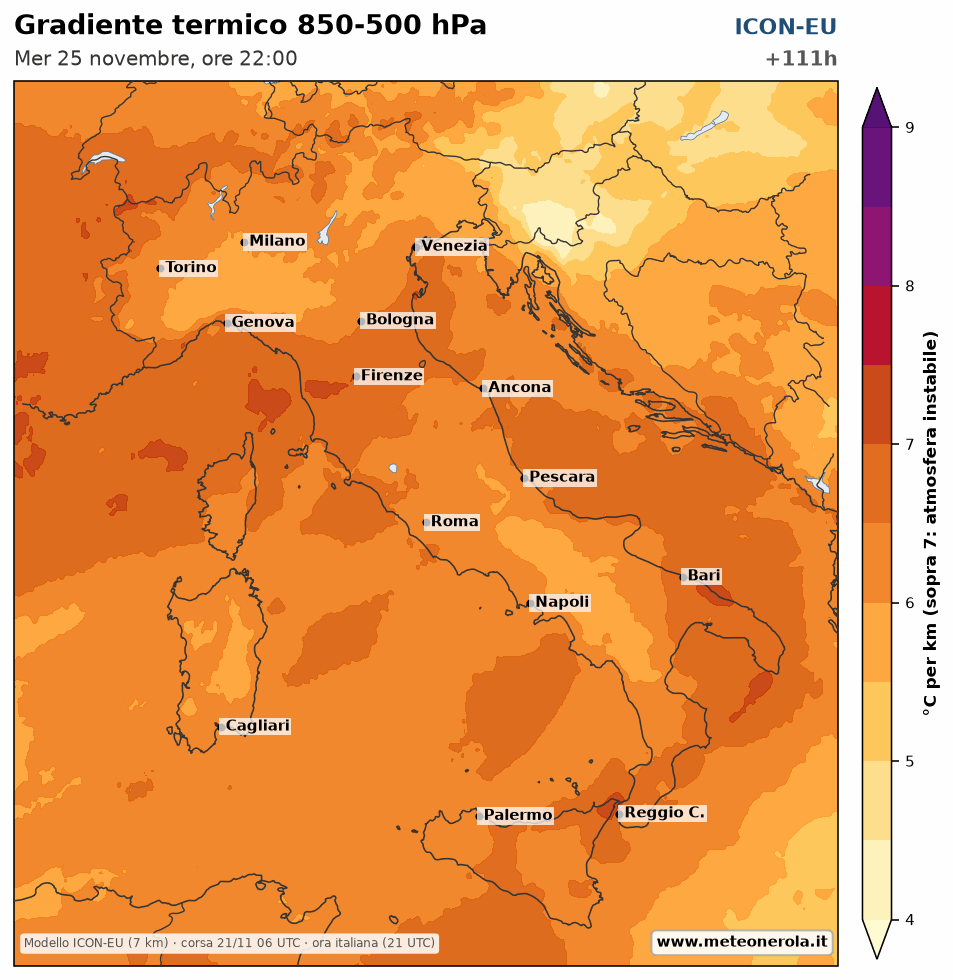 Gradiente termico 850-500 hPa
ICON-EU
Mer 25 novembre, ore 22:00
+111h
Milano
Venezia
Torino
Genova
Bologna
Firenze
Ancona
Pescara
Roma
Bari
Napoli
Cagliari
Palermo
Reggio C.
9
8
7
6
5
4
°C per km (sopra 7: atmosfera instabile)
Modello ICON-EU (7 km) · corsa 21/11 06 UTC · ora italiana (21 UTC)
www.meteonerola.it